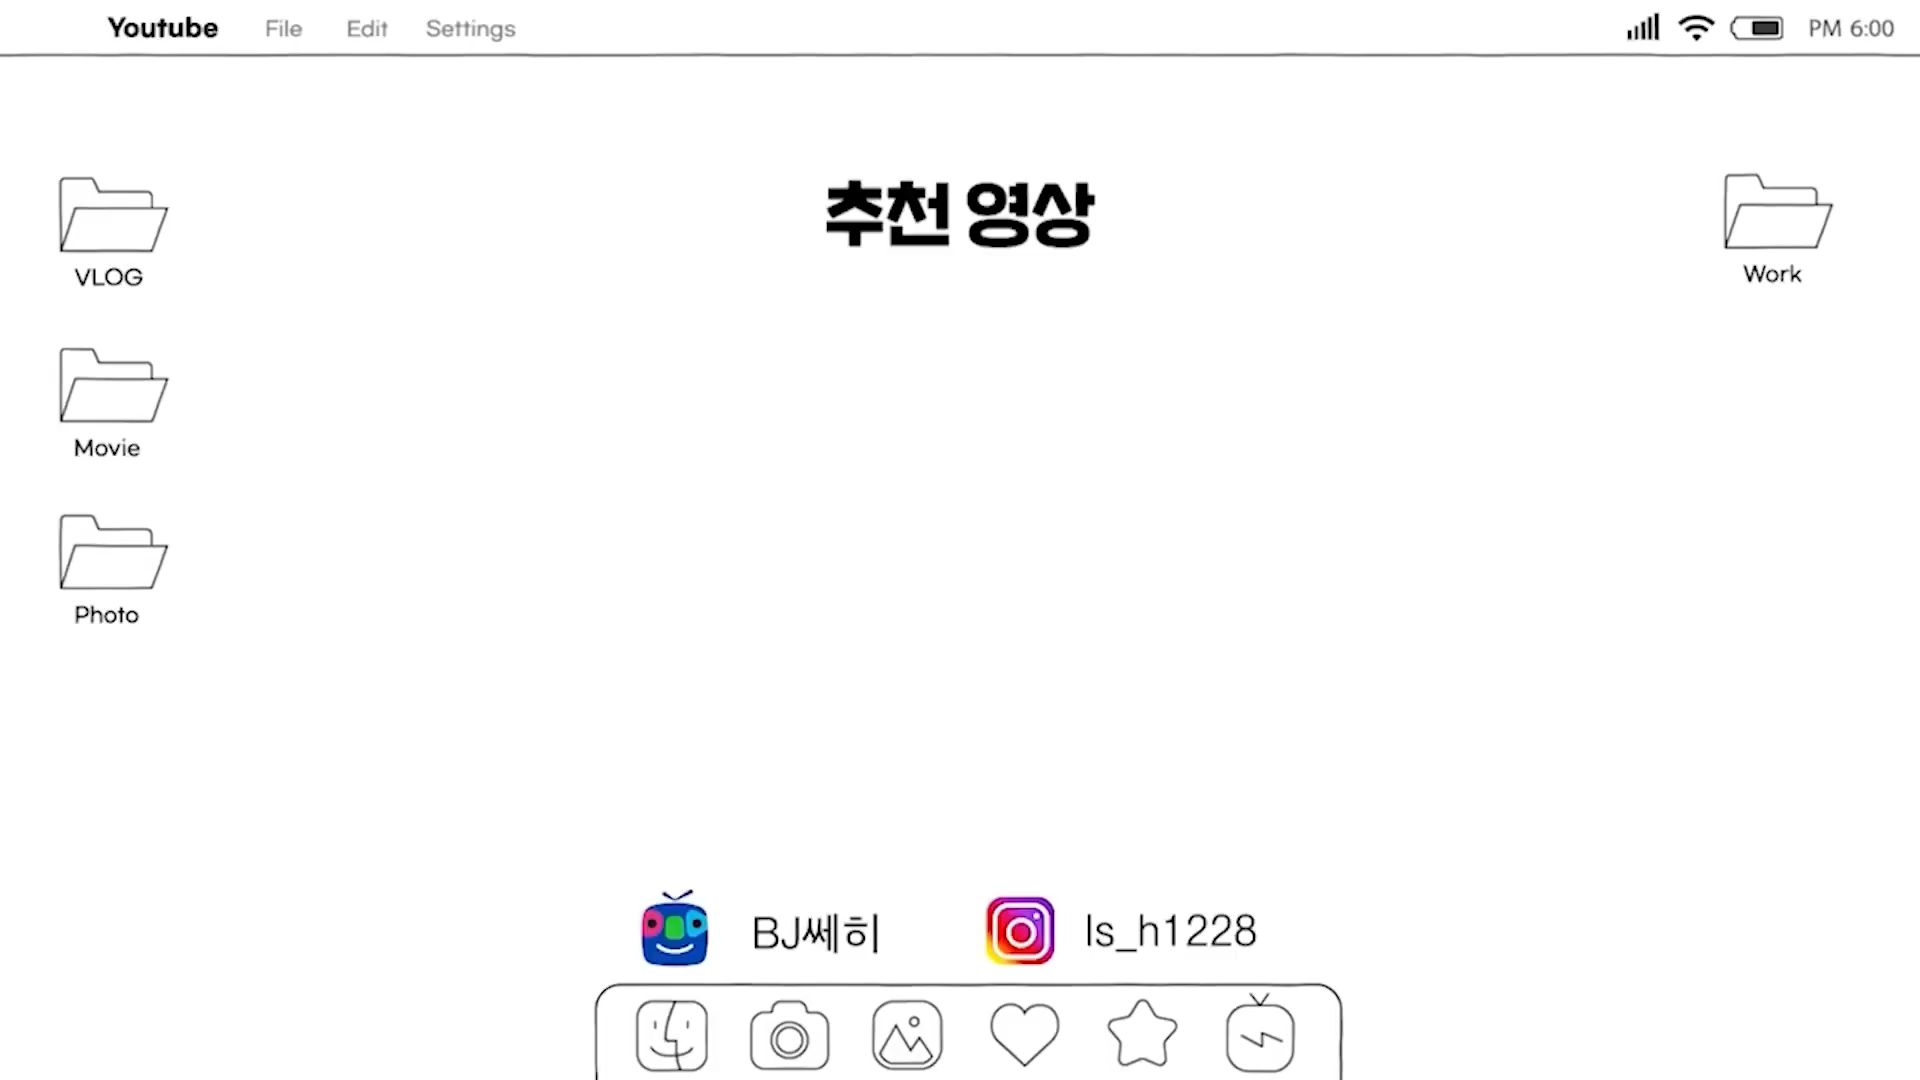 Youtube File Edit Settings PM 6:00
추천 영상
VLOG
Work
Movie
Photo
BJ쎄히 ls_h1228